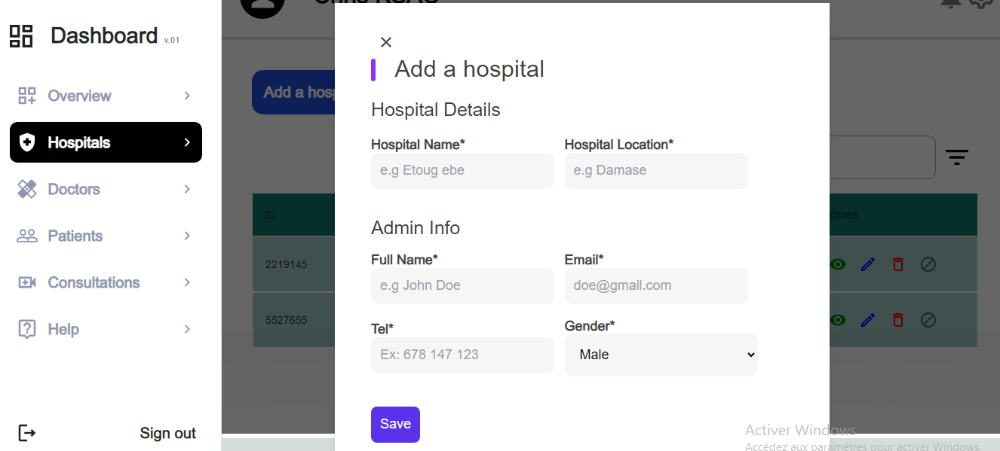 Dashboard v.01
Overview
Hospitals
Doctors
Patients
Consultations
Help
Sign out
Add a hosp
ID
2219145
5527655
ctions
Add a hospital
Hospital Details
Hospital Name* Hospital Location*
e.g Etoug ebe e.g Damase
Admin Info
Full Name* Email*
e.g John Doe doe@gmail.com
Tel* Gender*
Ex: 678 147 123 Male
Save
Activer Windows
Accédez aux paramètres pour activer Windows.